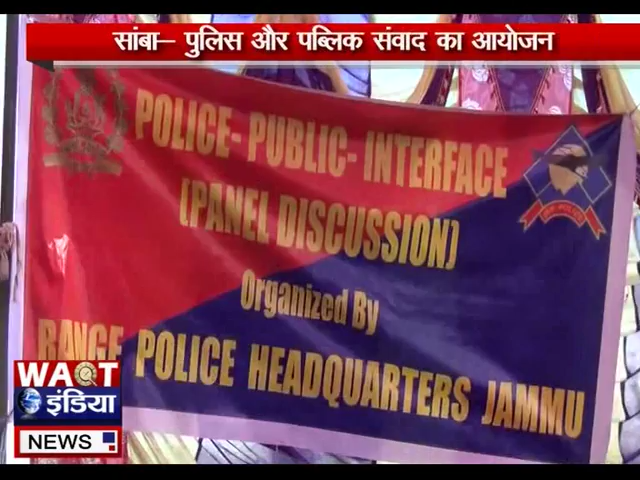 सांबा– पुलिस और पब्लिक संवाद का आयोजन
POLICE- PUBLIC- INTERFACE
(PANEL DISCUSSION)
Organized By
RANGE POLICE HEADQUARTERS JAMMU
WAQT
इंडिया
NEWS